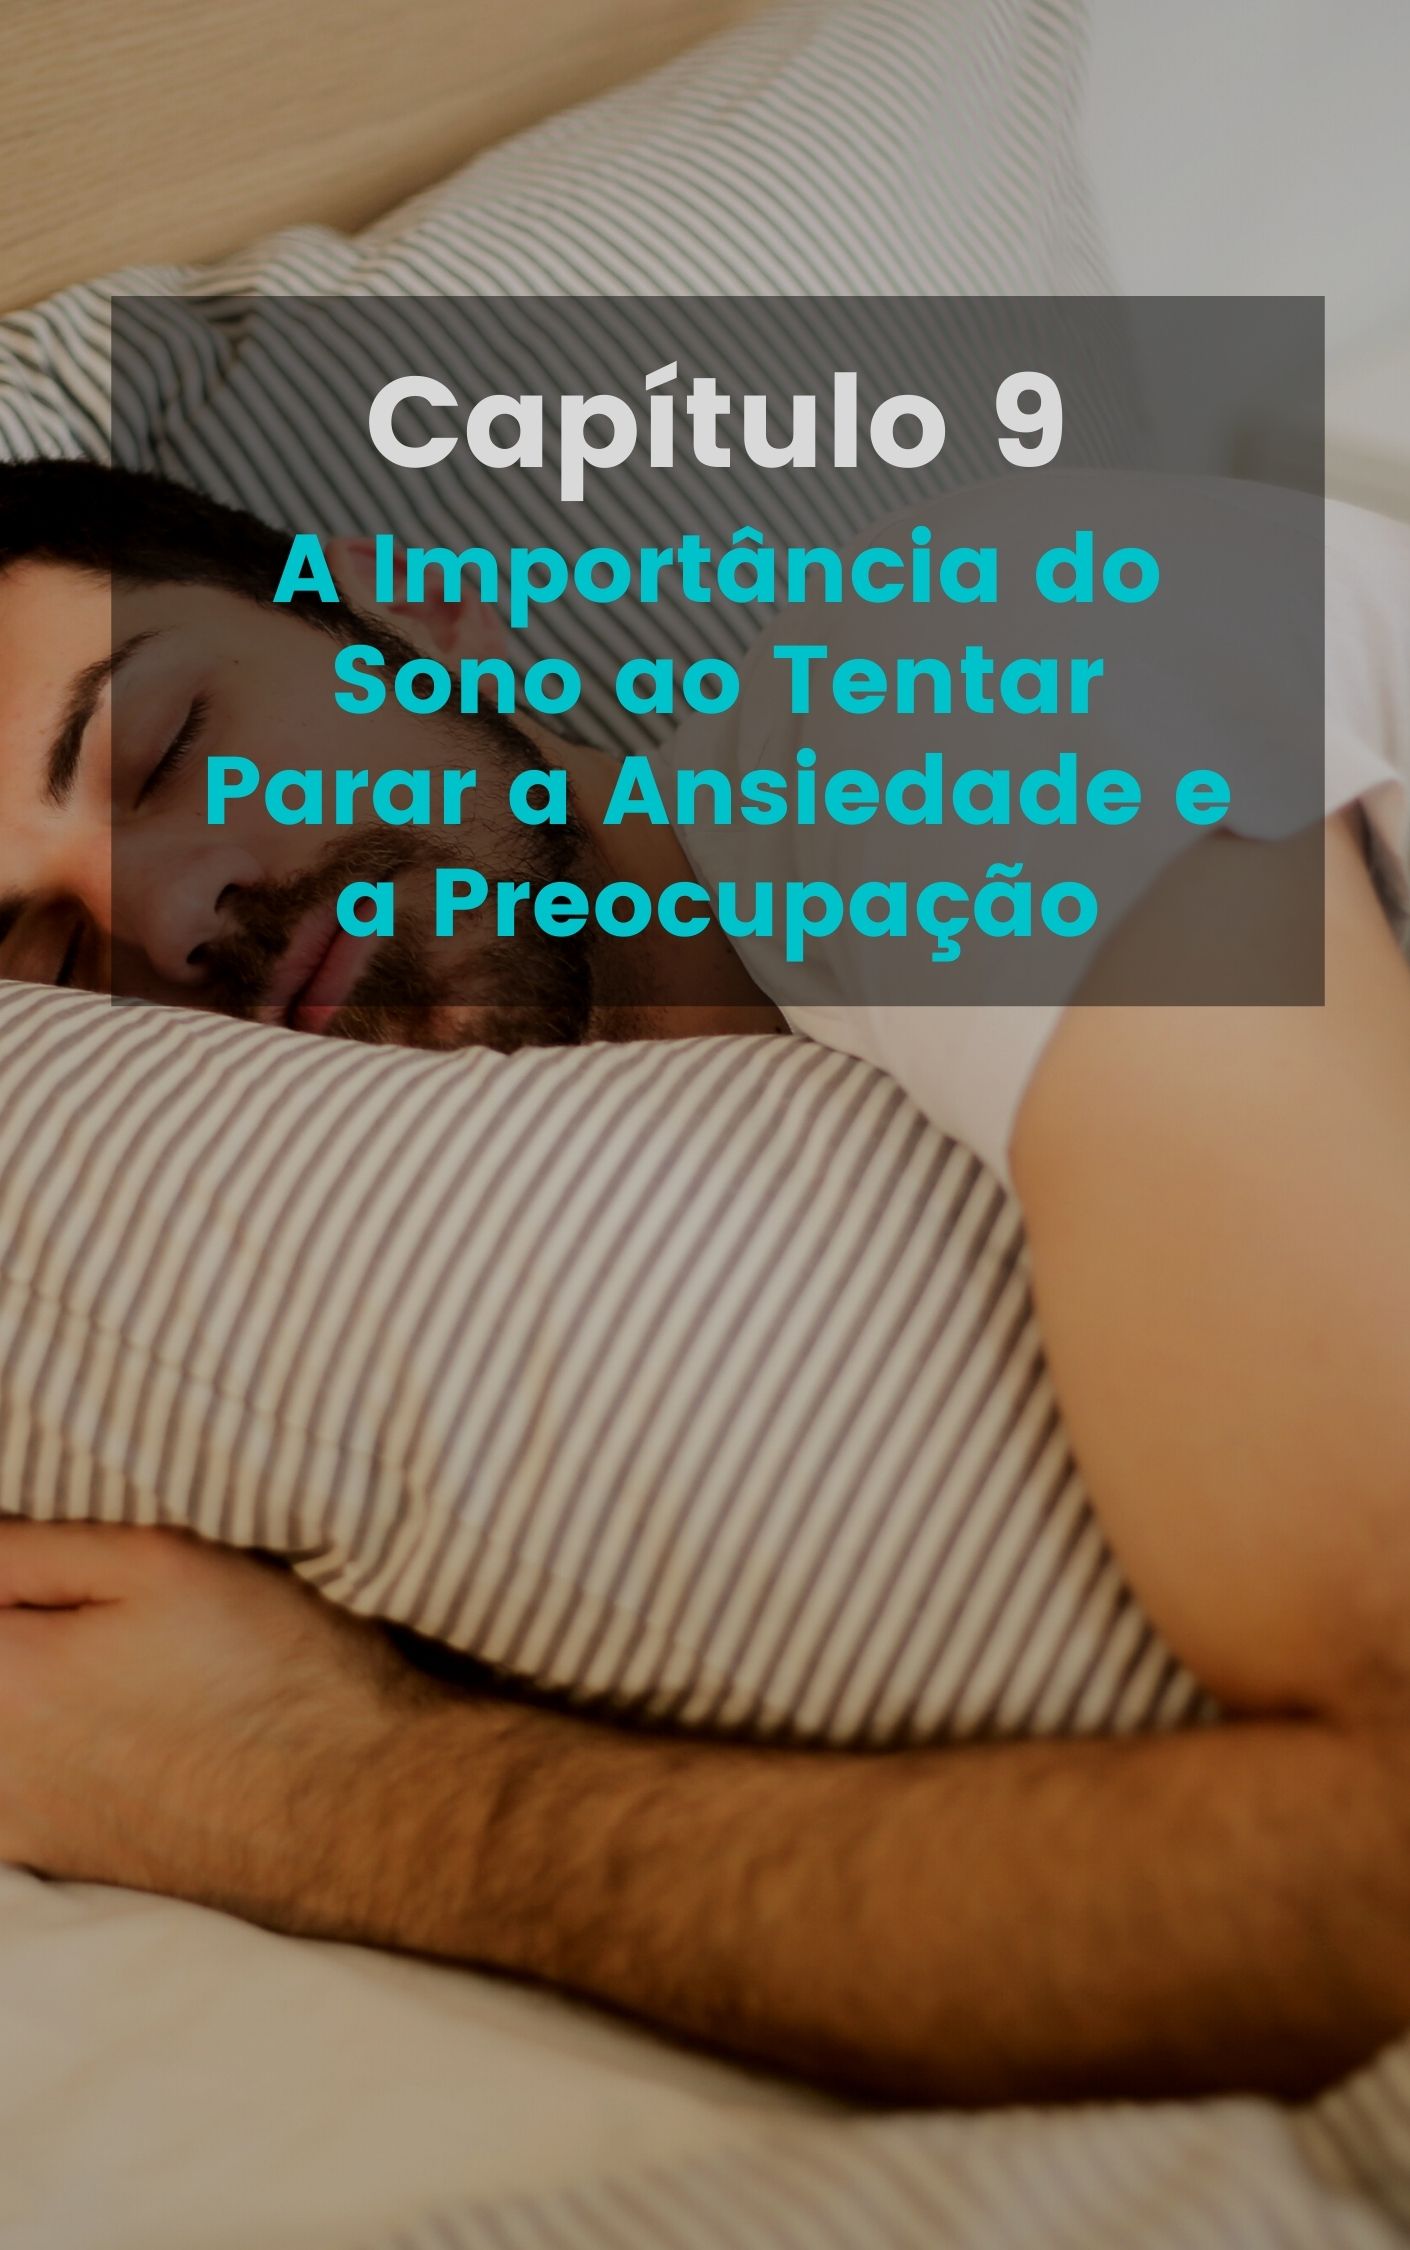 Capítulo 9
A Importância do
Sono ao Tentar
Parar a Ansiedade e
a Preocupação